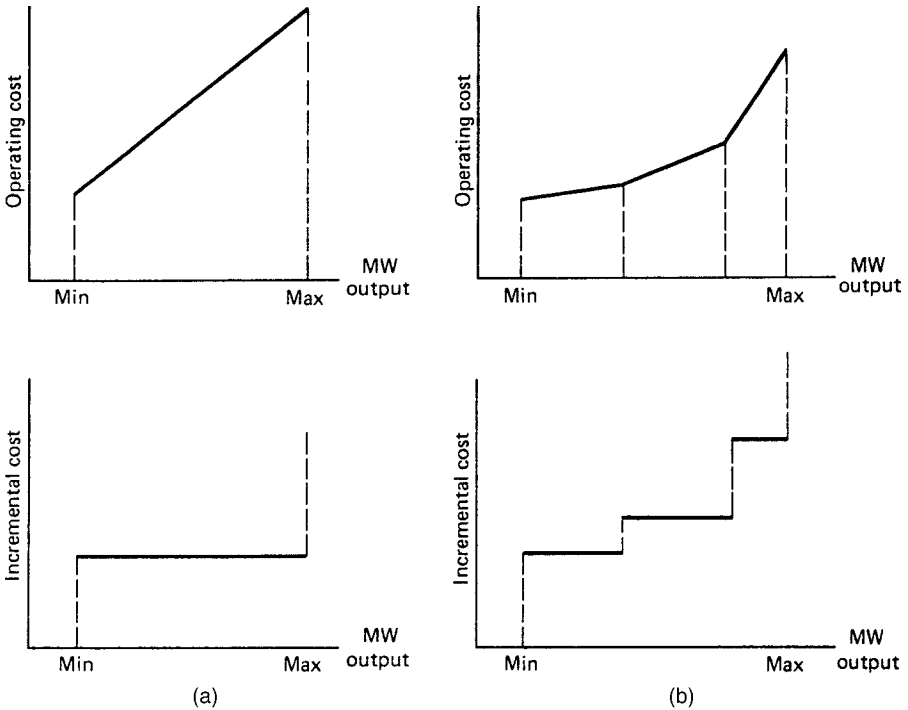 Operating cost
Min
Max
MW
output
Operating cost
Min
Max
MW
output
Incremental cost
Min
Max
MW
output
(a)
Incremental cost
Min
Max
MW
output
(b)